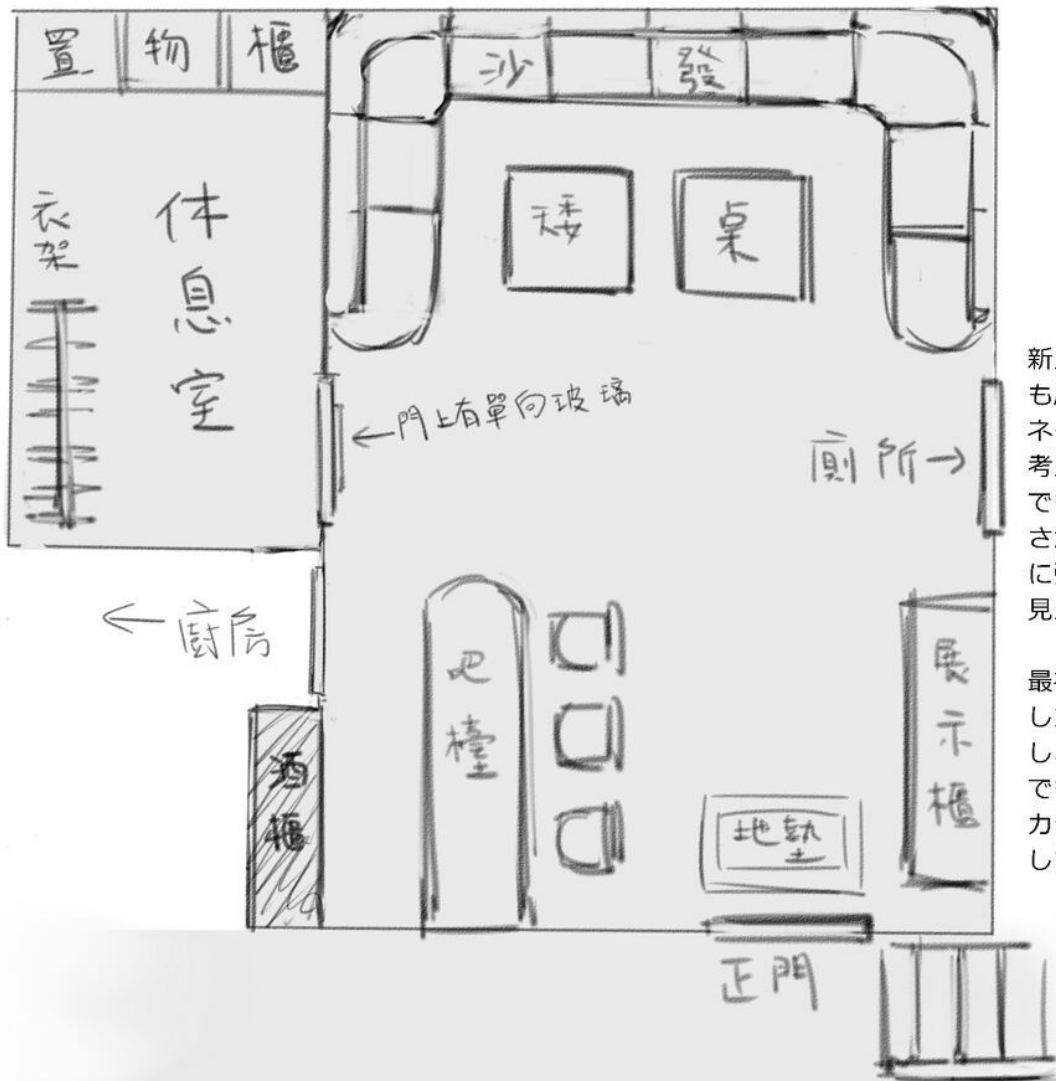 置物櫃
沙發
矮桌
衣架
休息室
←門上有單向玻璃
廁所→
←廚房
吧檯
酒櫃
展示櫃
地墊
正門
新
も
ネ
考
で
さ
に
見
最
し
し
で
カ
し